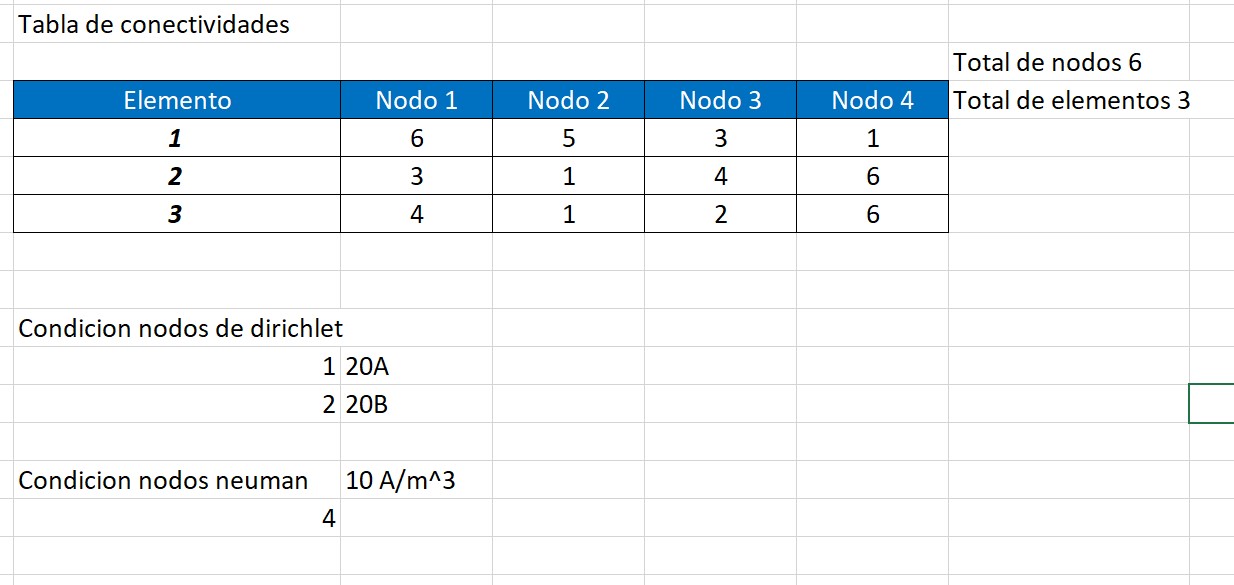 Tabla de conectividades
Total de nodos 6
Elemento Nodo 1 Nodo 2 Nodo 3 Nodo 4 Total de elementos 3
1 6 5 3 1
2 3 1 4 6
3 4 1 2 6
Condicion nodos de dirichlet
1 20A
2 20B
Condicion nodos neuman 10 A/m^3
4